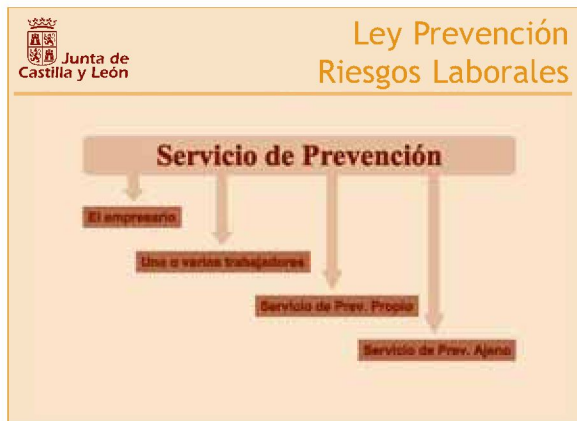 Junta de
Castilla y León
Ley Prevención
Riesgos Laborales
Servicio de Prevención
El empresario
Uno o varios trabajadores
Servicio de Prev. Propio
Servicio de Prev. Ajeno